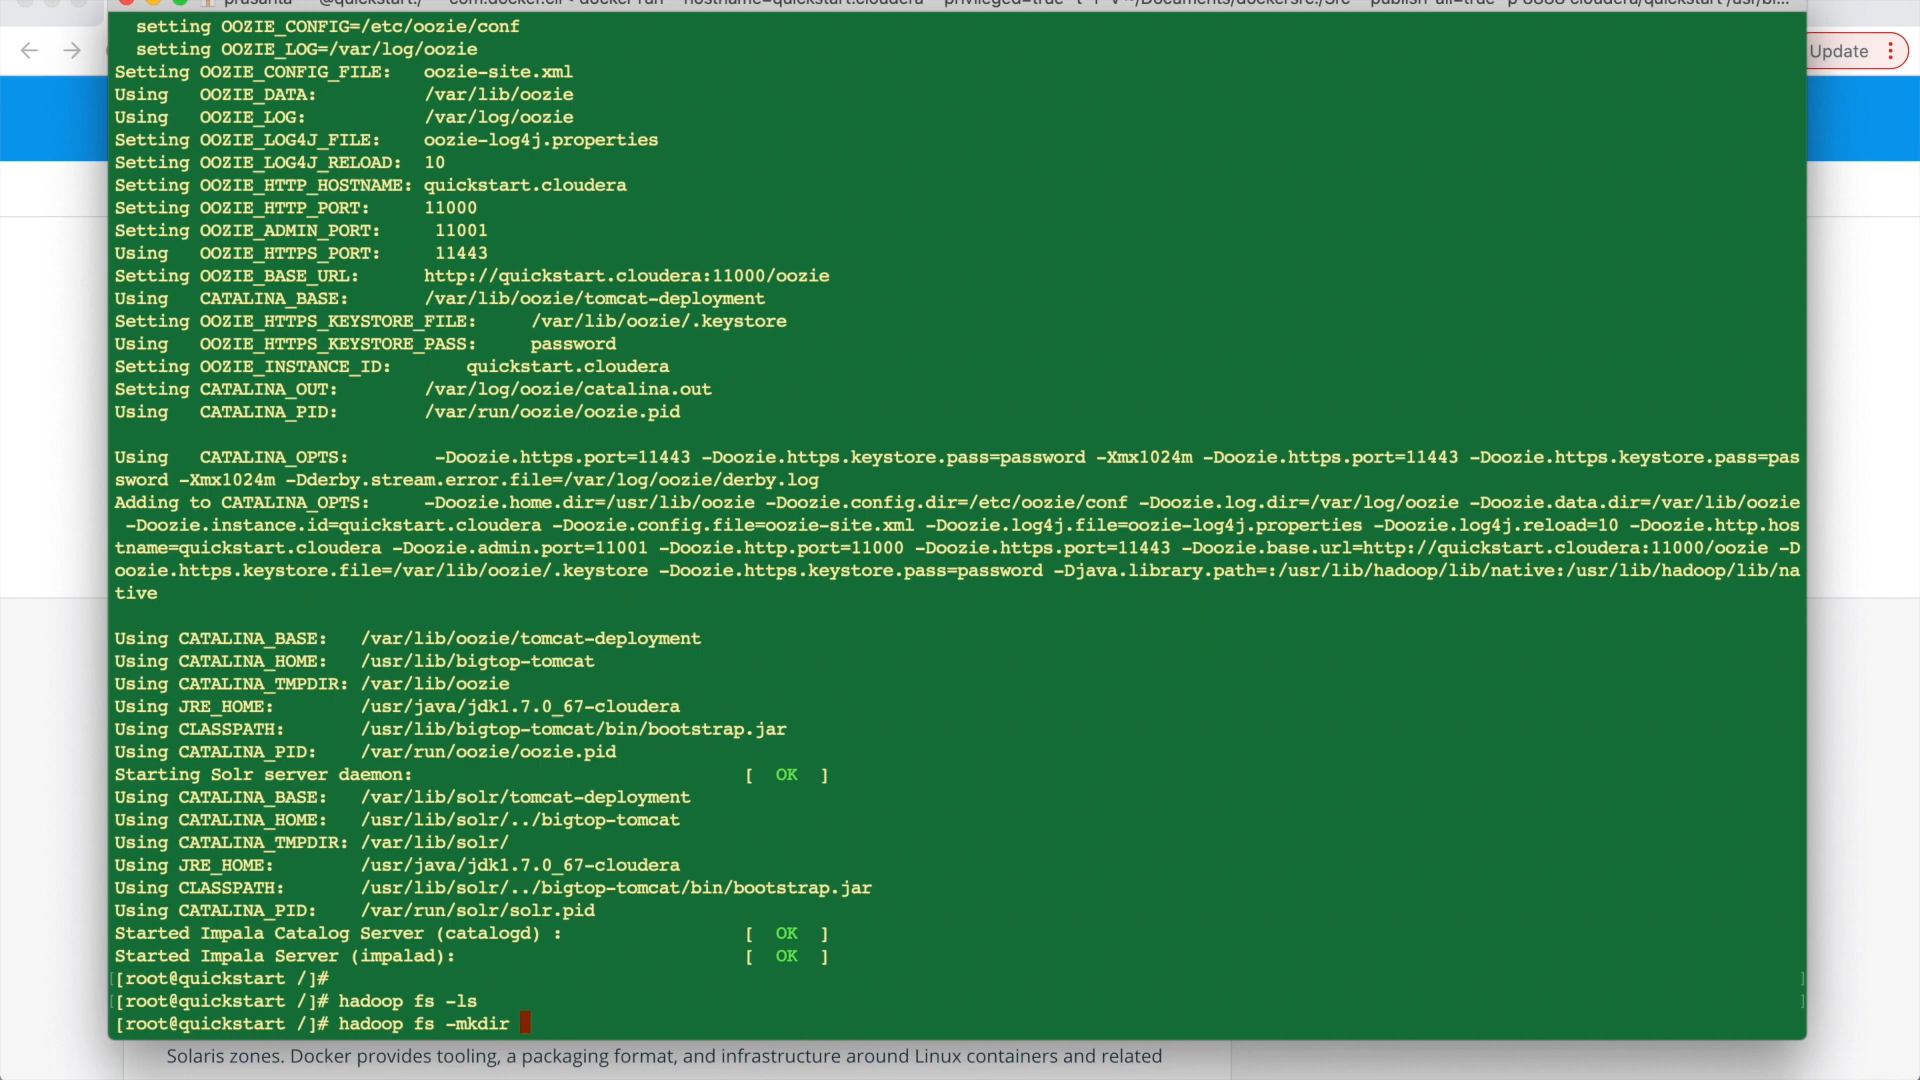 setting OOZIE_CONFIG=/etc/oozie/conf
setting OOZIE_LOG=/var/log/oozie
Setting OOZIE_CONFIG_FILE:   oozie-site.xml
Using   OOZIE_DATA:          /var/lib/oozie
Using   OOZIE_LOG:           /var/log/oozie
Setting OOZIE_LOG4J_FILE:    oozie-log4j.properties
Setting OOZIE_LOG4J_RELOAD:  10
Setting OOZIE_HTTP_HOSTNAME: quickstart.cloudera
Setting OOZIE_HTTP_PORT:     11000
Setting OOZIE_ADMIN_PORT:     11001
Using   OOZIE_HTTPS_PORT:     11443
Setting OOZIE_BASE_URL:      http://quickstart.cloudera:11000/oozie
Using   CATALINA_BASE:       /var/lib/oozie/tomcat-deployment
Setting OOZIE_HTTPS_KEYSTORE_FILE:     /var/lib/oozie/.keystore
Using   OOZIE_HTTPS_KEYSTORE_PASS:     password
Setting OOZIE_INSTANCE_ID:       quickstart.cloudera
Setting CATALINA_OUT:        /var/log/oozie/catalina.out
Using   CATALINA_PID:        /var/run/oozie/oozie.pid
Using   CATALINA_OPTS:        -Doozie.https.port=11443 -Doozie.https.keystore.pass=password -Xmx1024m -Doozie.https.port=11443 -Doozie.https.keystore.pass=pas
sword -Xmx1024m -Dderby.stream.error.file=/var/log/oozie/derby.log
Adding to CATALINA_OPTS:     -Doozie.home.dir=/usr/lib/oozie -Doozie.config.dir=/etc/oozie/conf -Doozie.log.dir=/var/log/oozie -Doozie.data.dir=/var/lib/oozie
-Doozie.instance.id=quickstart.cloudera -Doozie.config.file=oozie-site.xml -Doozie.log4j.file=oozie-log4j.properties -Doozie.log4j.reload=10 -Doozie.http.hos
tname=quickstart.cloudera -Doozie.admin.port=11001 -Doozie.http.port=11000 -Doozie.https.port=11443 -Doozie.base.url=http://quickstart.cloudera:11000/oozie -D
oozie.https.keystore.file=/var/lib/oozie/.keystore -Doozie.https.keystore.pass=password -Djava.library.path=:/usr/lib/hadoop/lib/native:/usr/lib/hadoop/lib/na
tive
Using CATALINA_BASE:   /var/lib/oozie/tomcat-deployment
Using CATALINA_HOME:   /usr/lib/bigtop-tomcat
Using CATALINA_TMPDIR: /var/lib/oozie
Using JRE_HOME:        /usr/java/jdk1.7.0_67-cloudera
Using CLASSPATH:       /usr/lib/bigtop-tomcat/bin/bootstrap.jar
Using CATALINA_PID:    /var/run/oozie/oozie.pid
Starting Solr server daemon:                               [  OK  ]
Using CATALINA_BASE:   /var/lib/solr/tomcat-deployment
Using CATALINA_HOME:   /usr/lib/solr/../bigtop-tomcat
Using CATALINA_TMPDIR: /var/lib/solr/
Using JRE_HOME:        /usr/java/jdk1.7.0_67-cloudera
Using CLASSPATH:       /usr/lib/solr/../bigtop-tomcat/bin/bootstrap.jar
Using CATALINA_PID:    /var/run/solr/solr.pid
Started Impala Catalog Server (catalogd) :                 [  OK  ]
Started Impala Server (impalad):                           [  OK  ]
[root@quickstart /]#
[root@quickstart /]# hadoop fs -ls
[root@quickstart /]# hadoop fs -mkdir
Update
Solaris zones. Docker provides tooling, a packaging format, and infrastructure around Linux containers and related